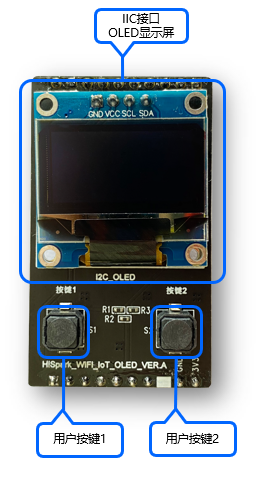 IIC接口
OLED显示屏
GND VCC SCL SDA
I2C_OLED
按键1
按键2
R1
R3
R2
S1
HiSpark_WiFi_IoT_OLED_VER.A
GND
3V3
用户按键1
用户按键2